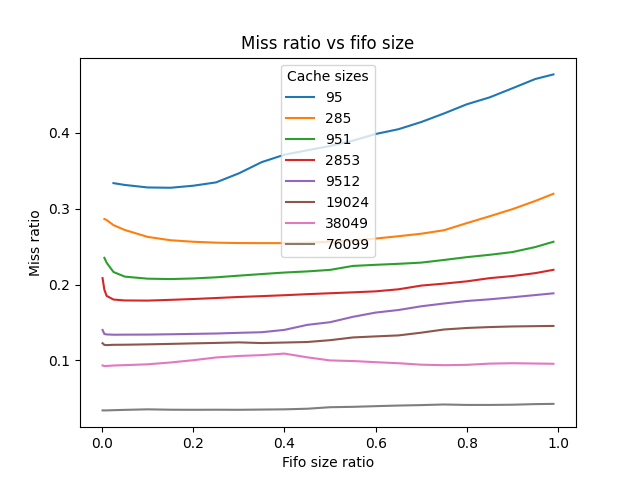 Miss ratio vs fifo size
Cache sizes
95
285
951
2853
9512
19024
38049
76099
Miss ratio
0.4
0.3
0.2
0.1
0.0 0.2 0.4 0.6 0.8 1.0
Fifo size ratio